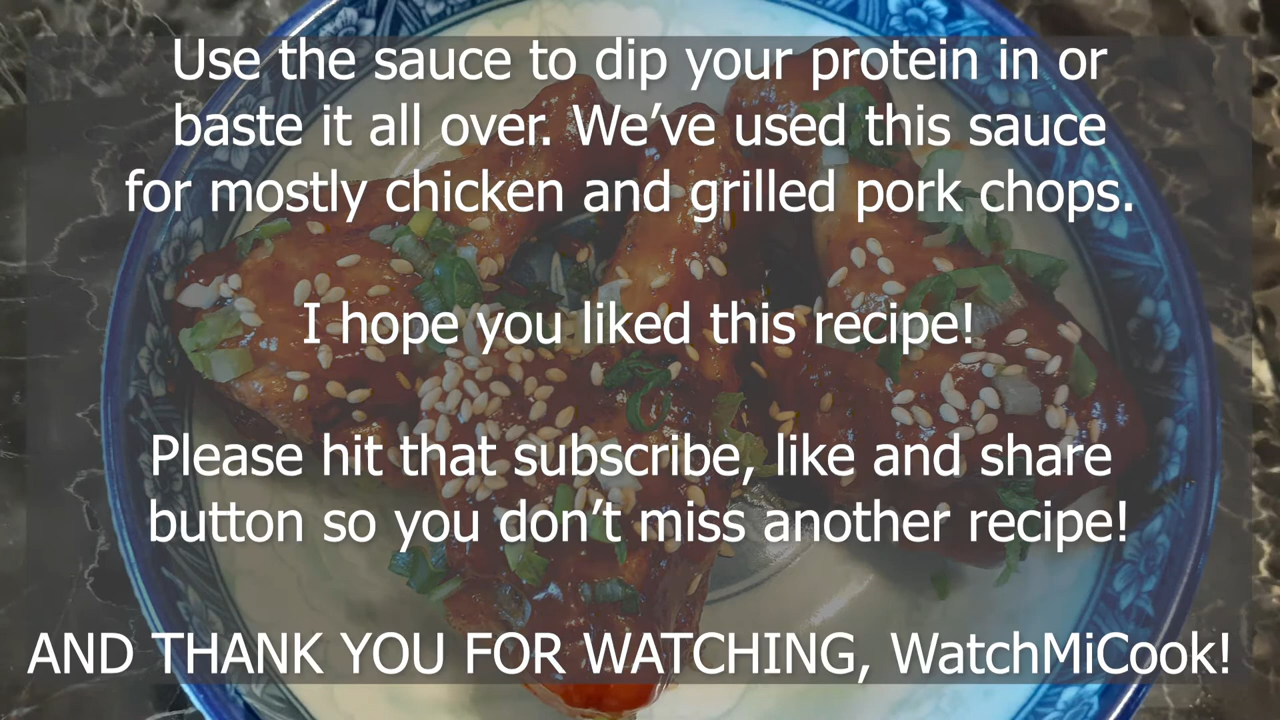 Use the sauce to dip your protein in or
baste it all over. We’ve used this sauce
for mostly chicken and grilled pork chops.
I hope you liked this recipe!
Please hit that subscribe, like and share
button so you don’t miss another recipe!
AND THANK YOU FOR WATCHING, WatchMiCook!